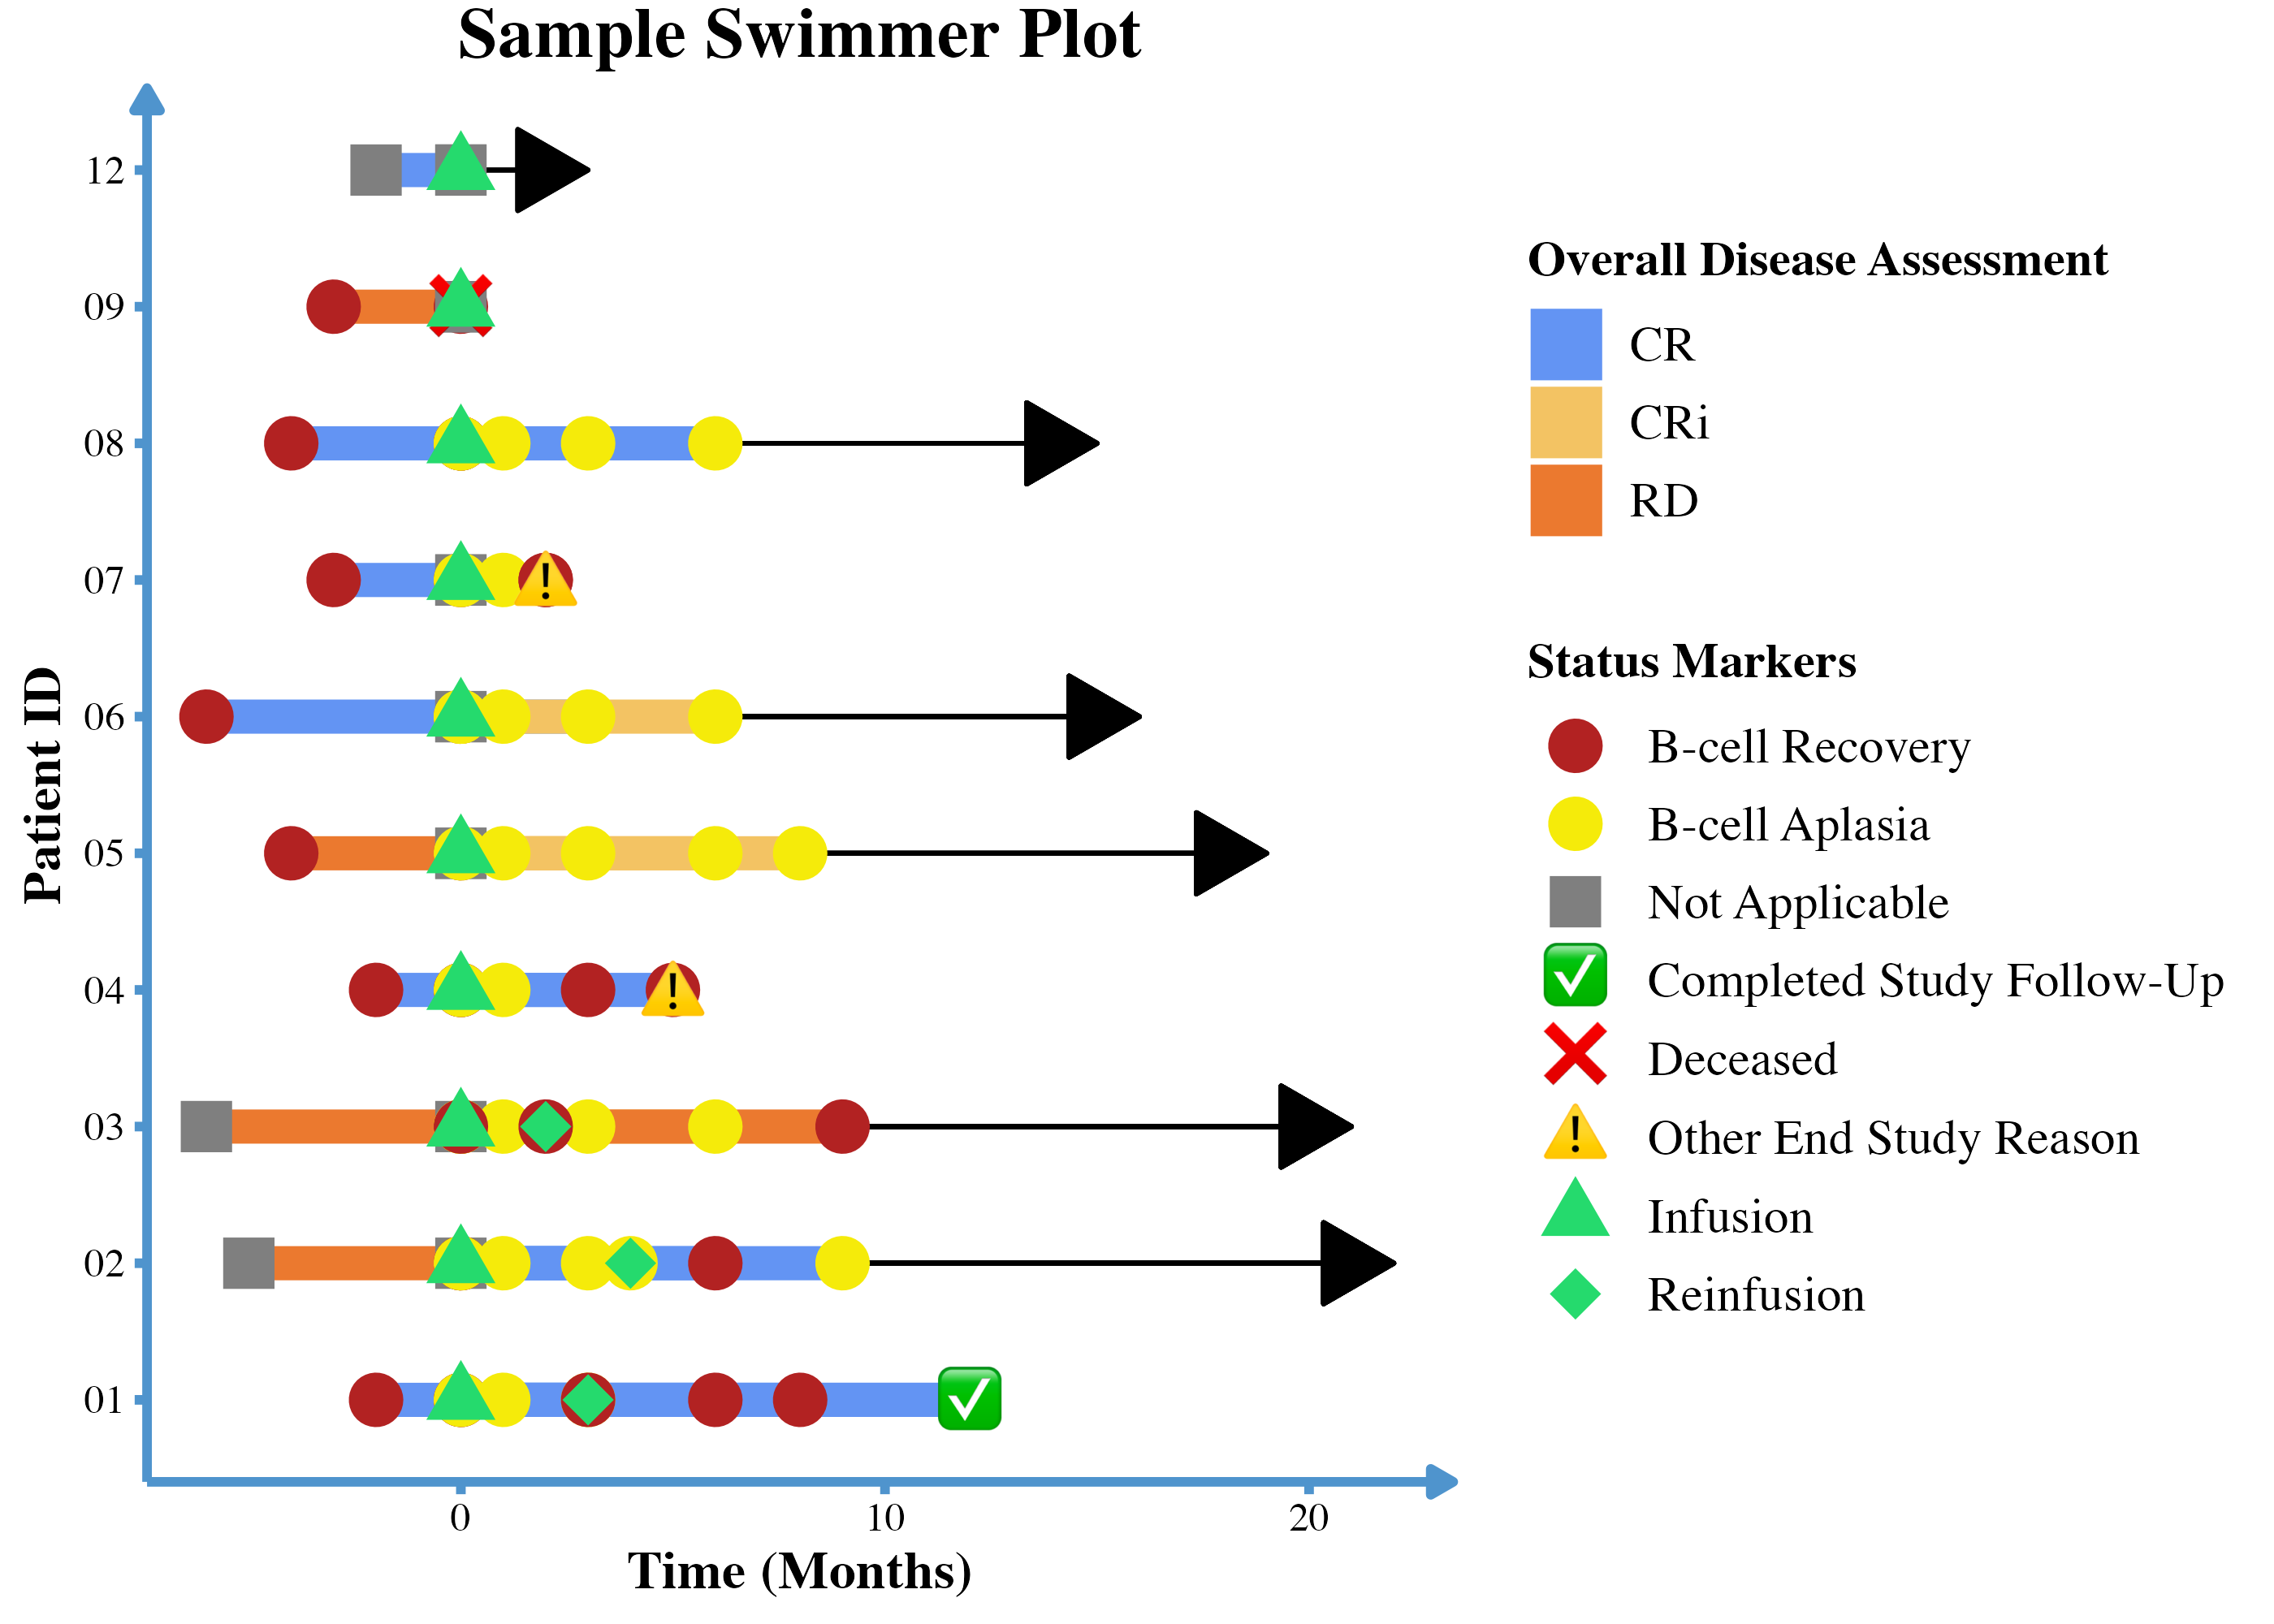 Sample Swimmer Plot
Patient ID
12
09
08
07
06
05
04
03
02
01
0
10
20
Time (Months)
Overall Disease Assessment
CR
CRi
RD
Status Markers
B-cell Recovery
B-cell Aplasia
Not Applicable
Completed Study Follow-Up
Deceased
Other End Study Reason
Infusion
Reinfusion